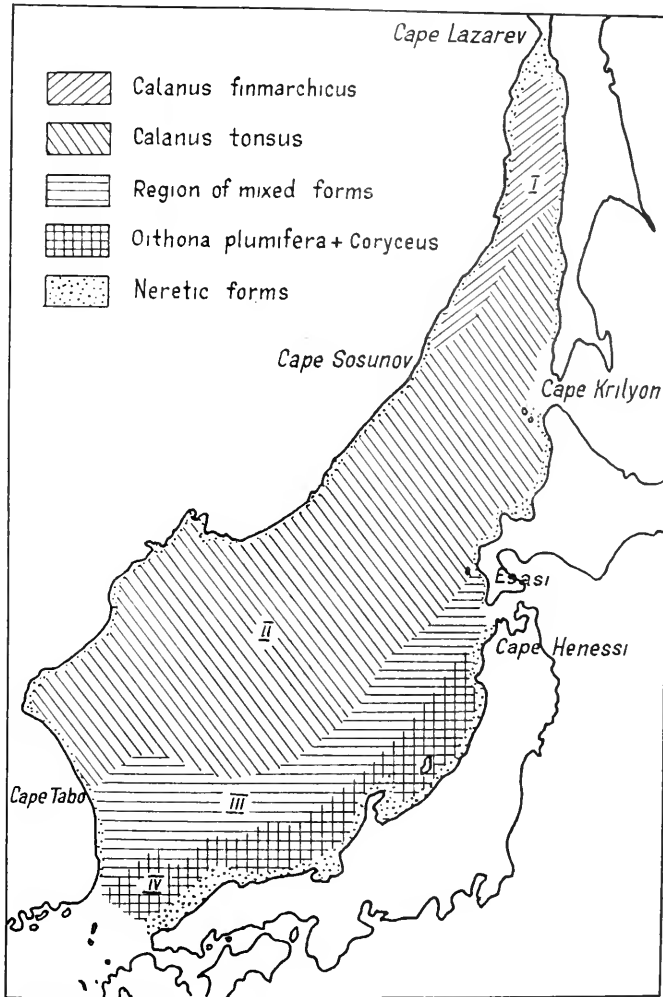 Cape Lazarev
Calanus finmarchicus
Calanus tonsus
Region of mixed forms
Oithona plumifera + Coryceus
Neretic forms
I
Cape Sosunov
Cape Krilyon
Esasi
II
Cape Henessi
Cape Tabo
III
IV